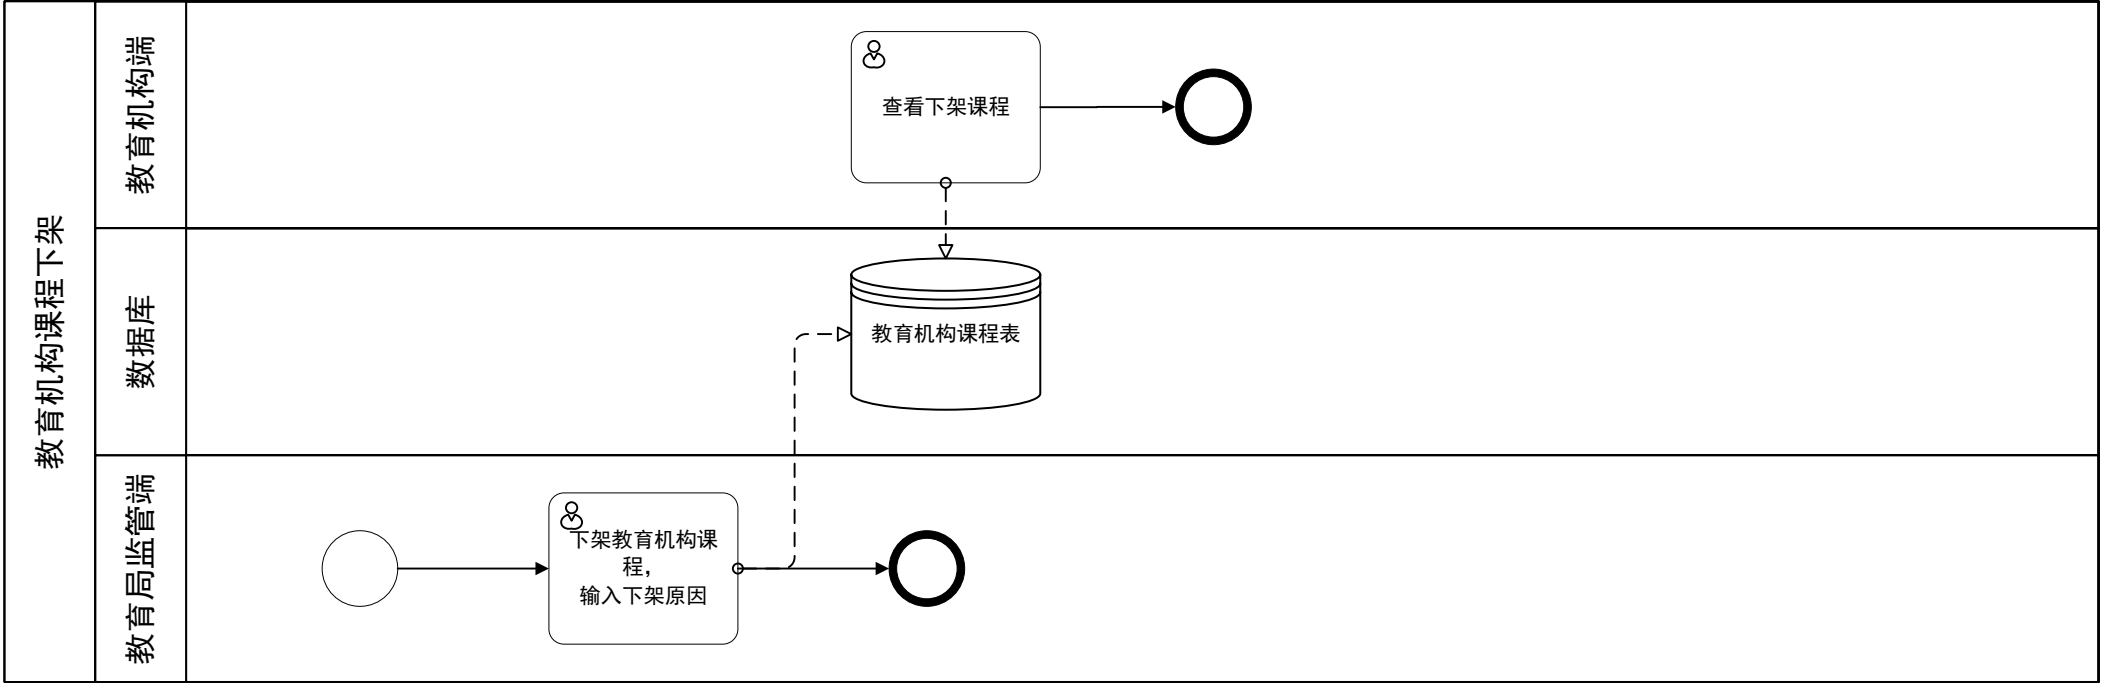 教育机构课程下架
教育机构端
查看下架课程
数据库
教育机构课程表
教育局监管端
下架教育机构课
程，
输入下架原因